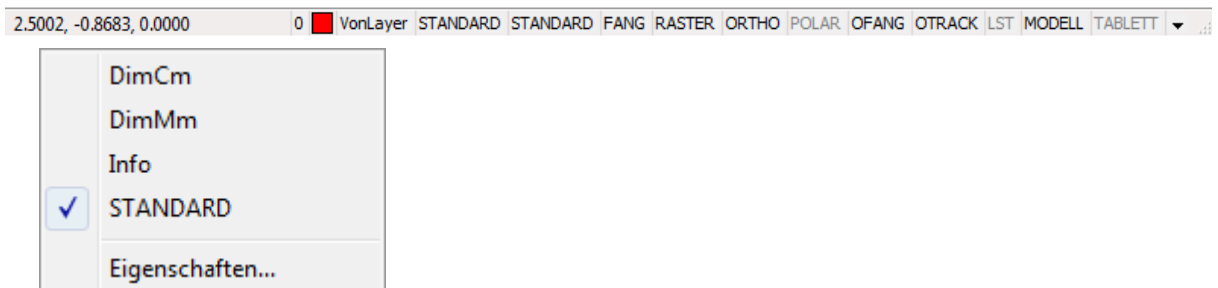 2.5002, -0.8683, 0.0000 0 VonLayer STANDARD STANDARD FANG RASTER ORTHO POLAR OFANG OTRACK LST MODELL TABLETT
DimCm
DimMm
Info
STANDARD
Eigenschaften...